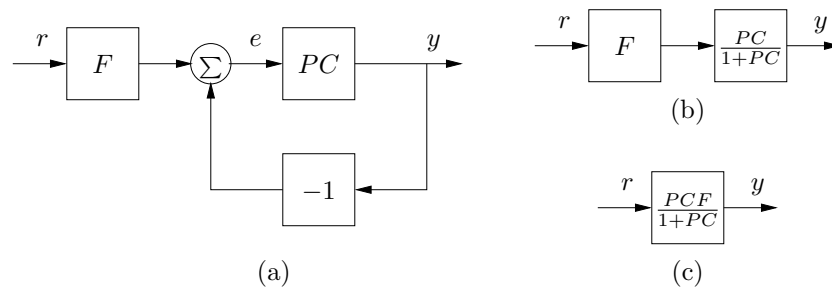 r F Σ e PC y
−1
(a)
r F PC/1+PC y
(b)
r PCF/1+PC y
(c)